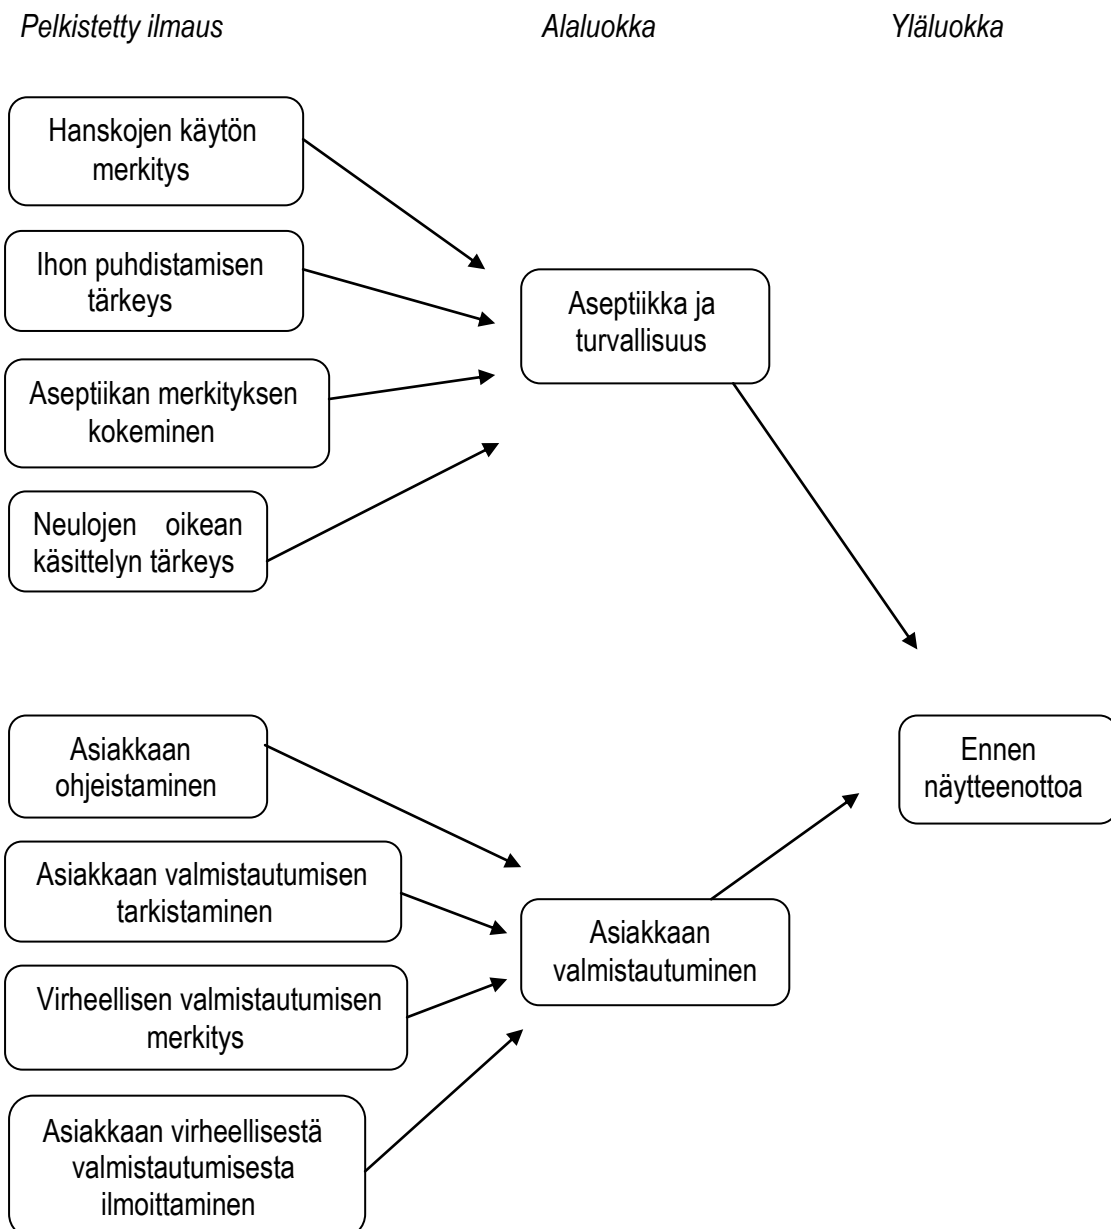 Pelkistetty ilmaus Alaluokka Yläluokka
Hanskojen käytön
merkitys
Ihon puhdistamisen
tärkeys
Aseptiikan merkityksen
kokeminen
Neulojen oikean
käsittelyn tärkeys
Aseptiikka ja
turvallisuus
Asiakkaan
ohjeistaminen
Asiakkaan valmistautumisen
tarkistaminen
Virheellisen valmistautumisen
merkitys
Asiakkaan virheellisestä
valmistautumisesta
ilmoittaminen
Asiakkaan
valmistautuminen
Ennen
näytteenottoa